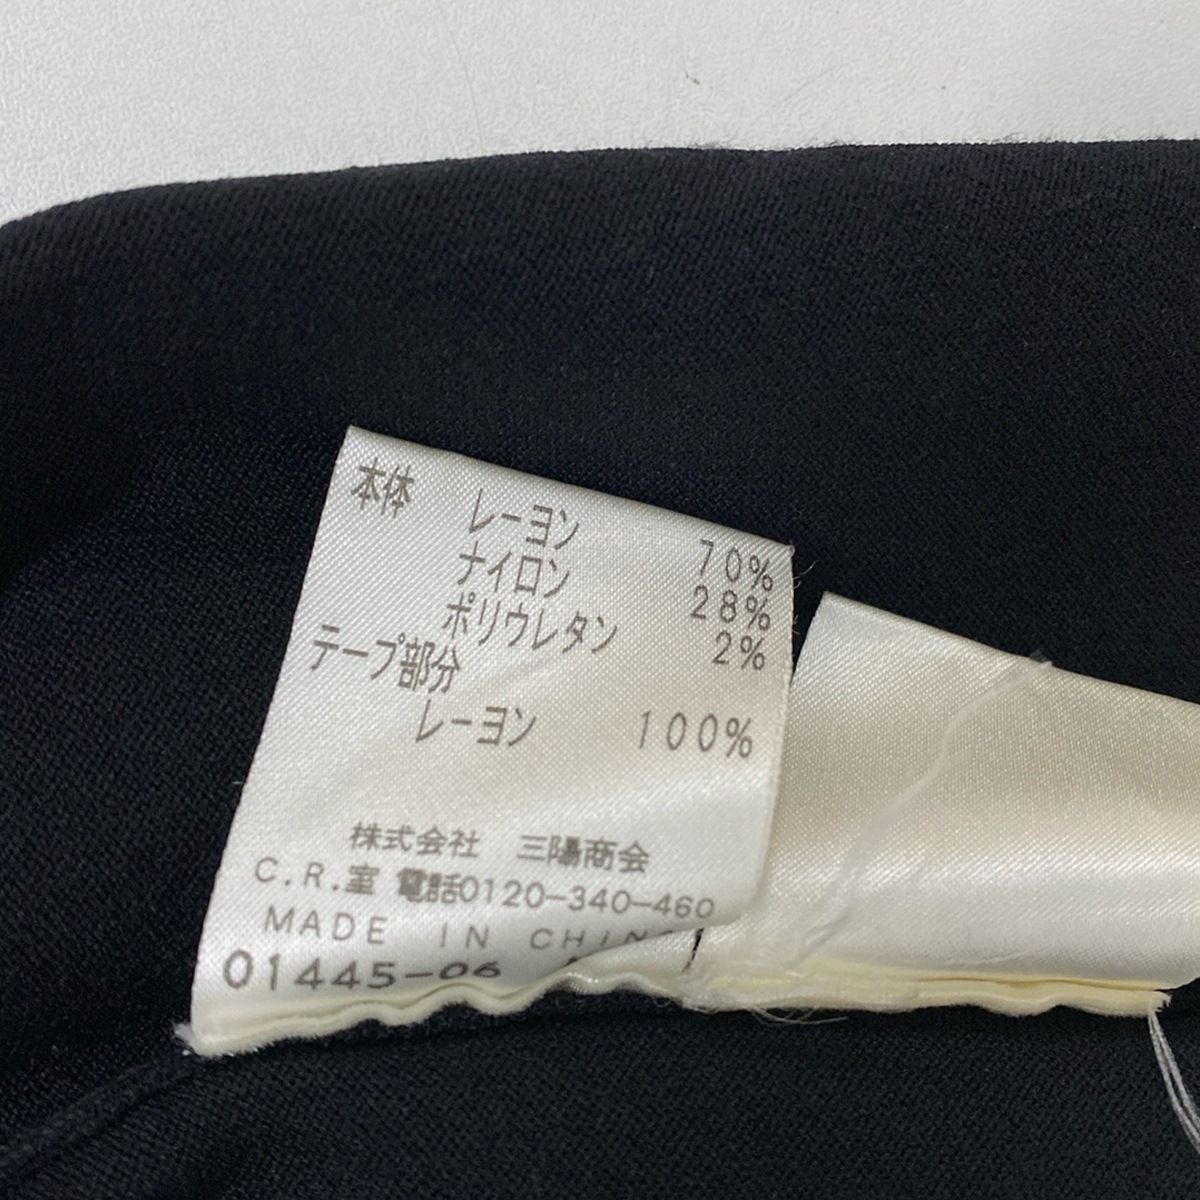 本体 レーヨン 70%
ナイロン 28%
ポリウレタン 2%
テープ部分
レーヨン 100%
株式会社 三陽商会
C.R.室 電話0120-340-460
MADE IN CHINA
01445-06